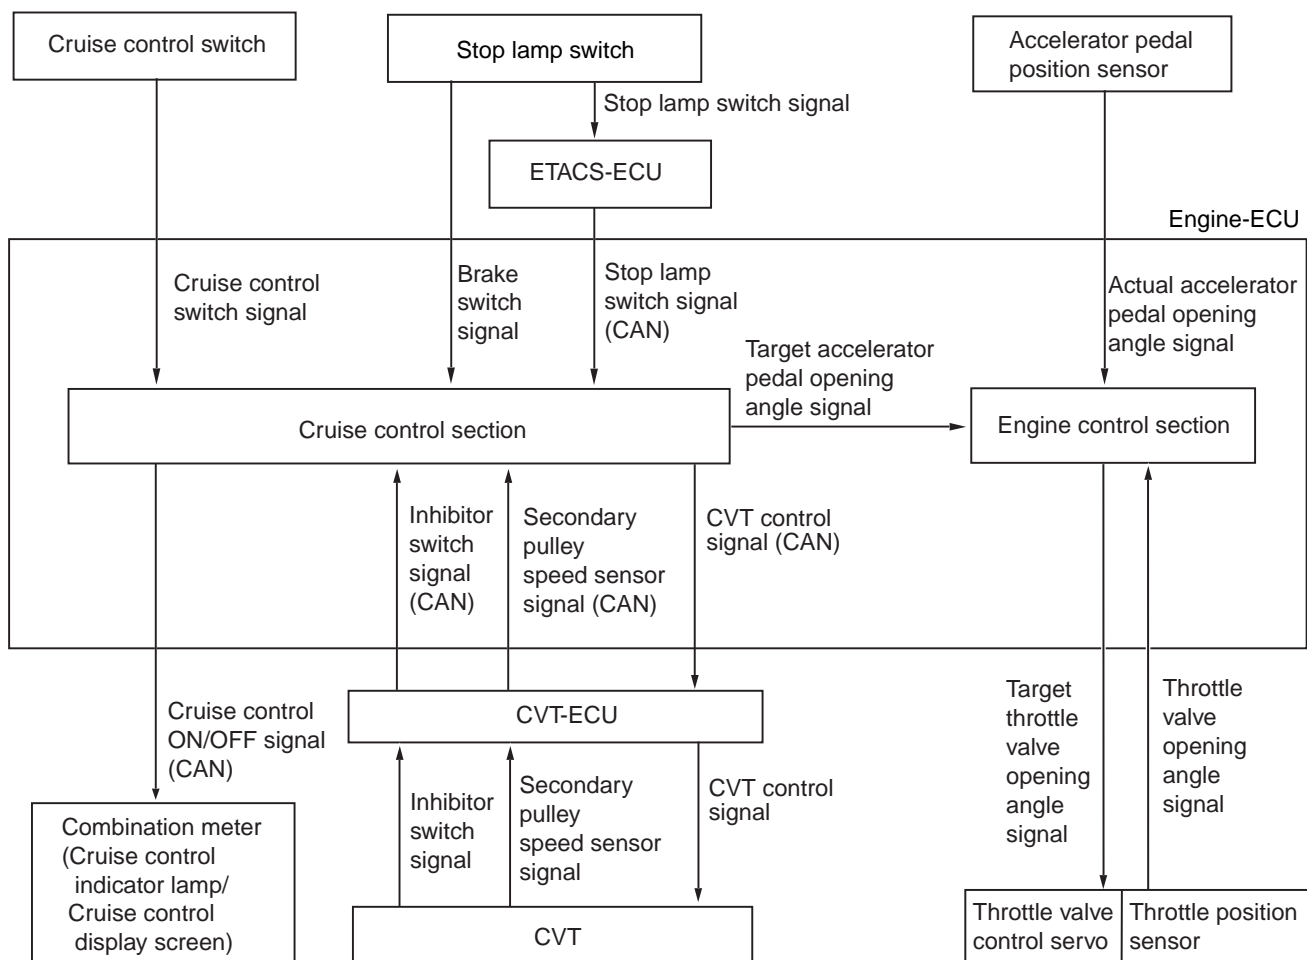 Cruise control switch
Stop lamp switch
Accelerator pedal
position sensor
Stop lamp switch signal
ETACS-ECU
Engine-ECU
Cruise control
switch signal
Brake
switch
signal
Stop lamp
switch signal
(CAN)
Actual accelerator
pedal opening
angle signal
Target accelerator
pedal opening
angle signal
Cruise control section
Engine control section
Inhibitor
switch
signal
(CAN)
Secondary
pulley
speed sensor
signal (CAN)
CVT control
signal (CAN)
Cruise control
ON/OFF signal
(CAN)
CVT-ECU
Target
throttle
valve
opening
angle
signal
Throttle
valve
opening
angle
signal
Inhibitor
switch
signal
Secondary
pulley
speed sensor
signal
CVT control
signal
Combination meter
(Cruise control
indicator lamp/
Cruise control
display screen)
CVT
Throttle valve
control servo
Throttle position
sensor